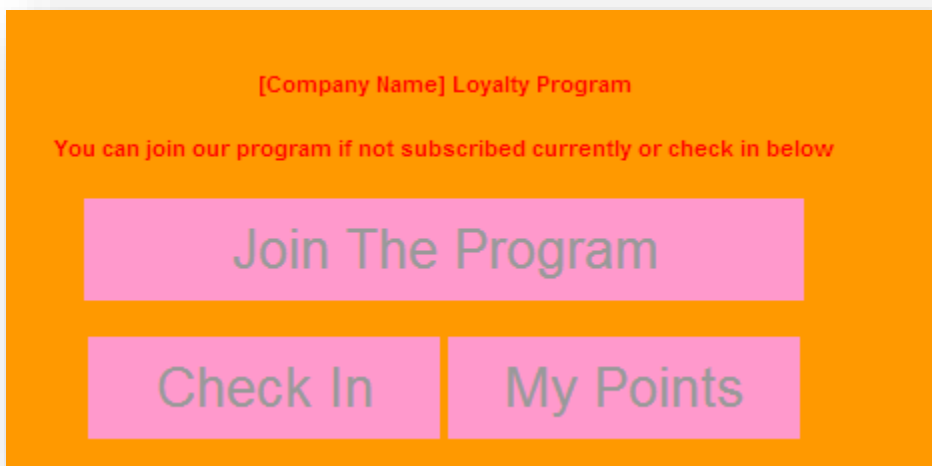 [Company Name] Loyalty Program
You can join our program if not subscribed currently or check in below
Join The Program
Check In
My Points